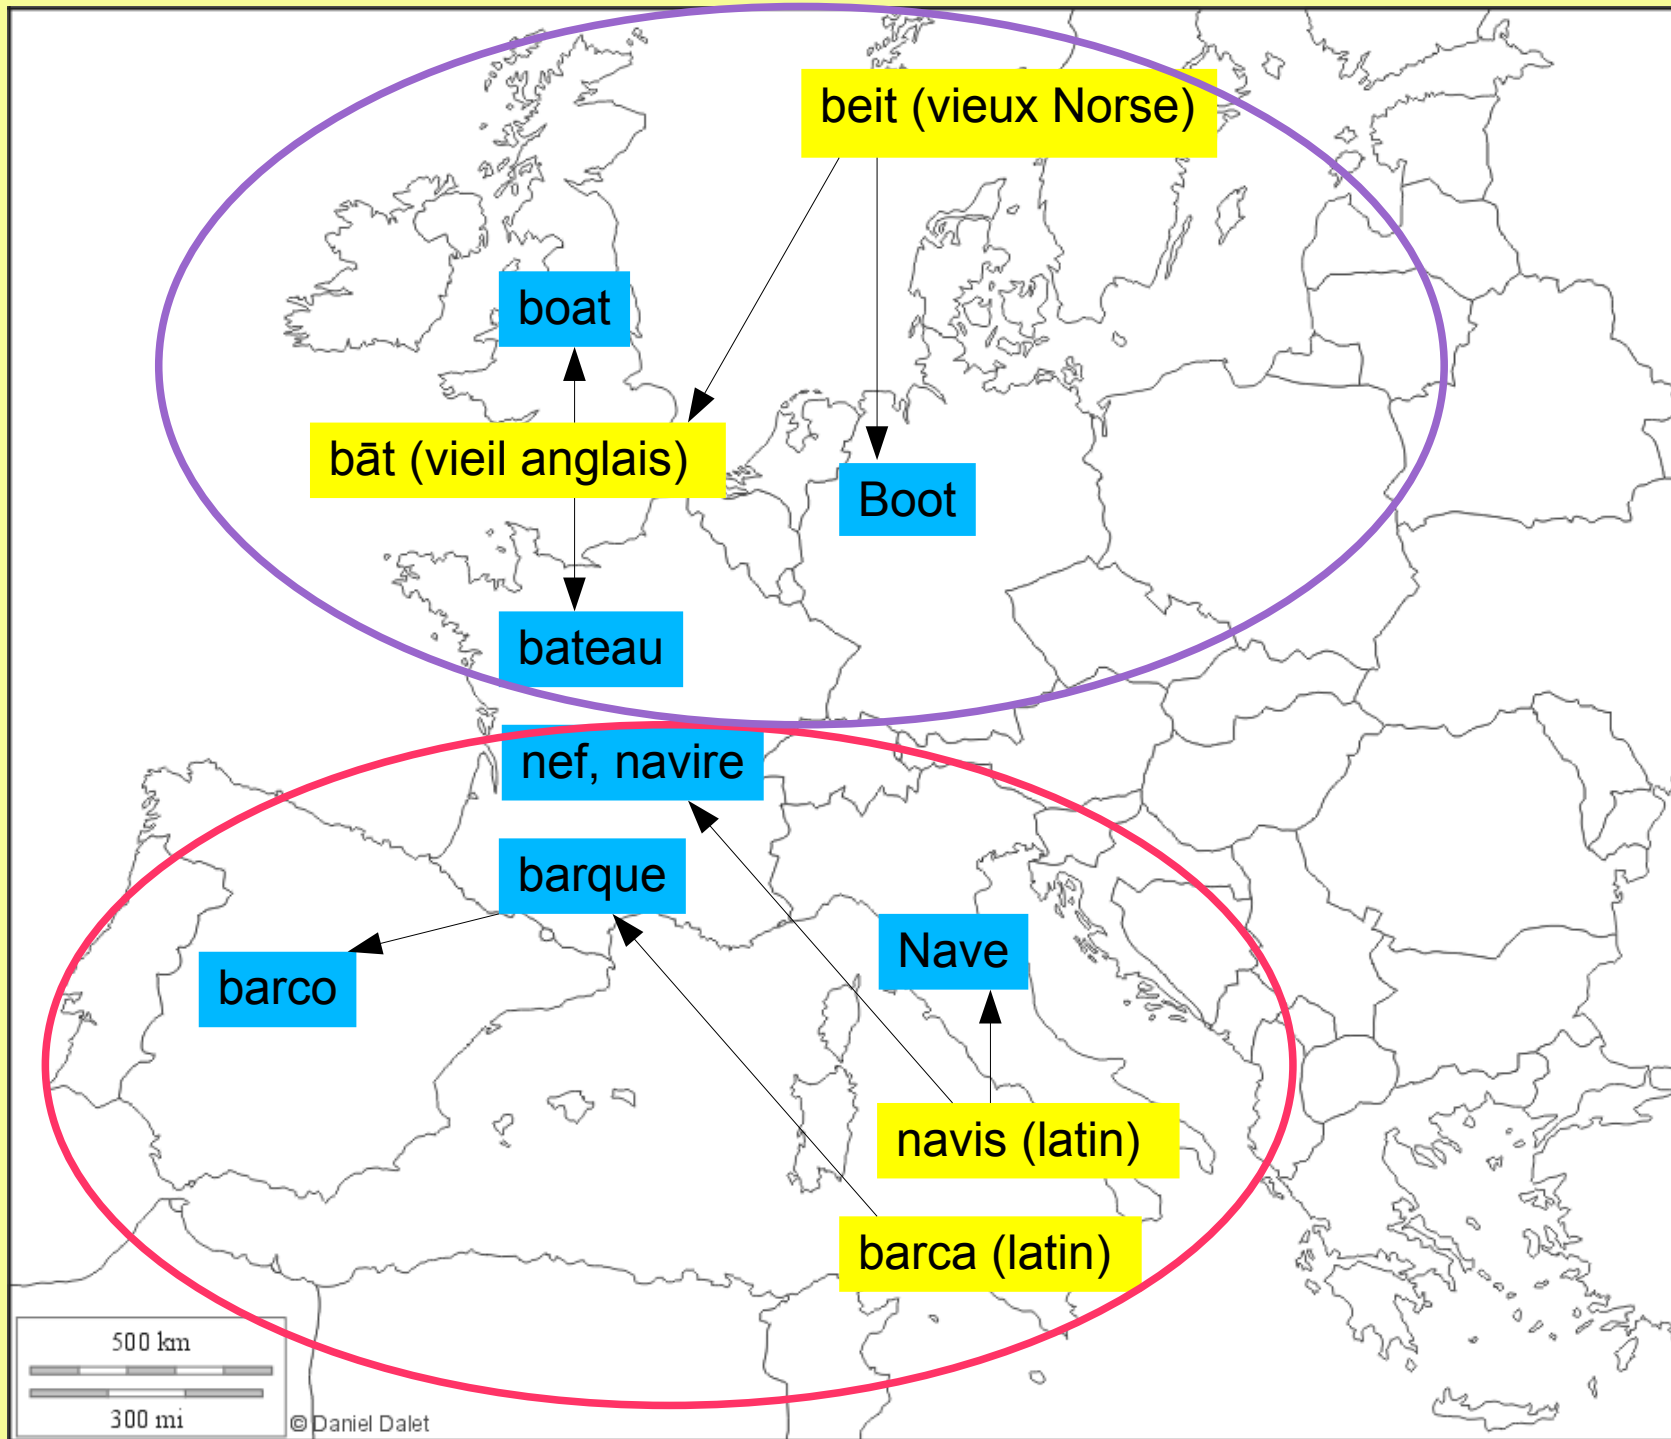 beit (vieux Norse)
boat
bāt (vieil anglais)
Boot
bateau
nef, navire
barque
Nave
barco
navis (latin)
barca (latin)
500 km
300 mi
© Daniel Dalet